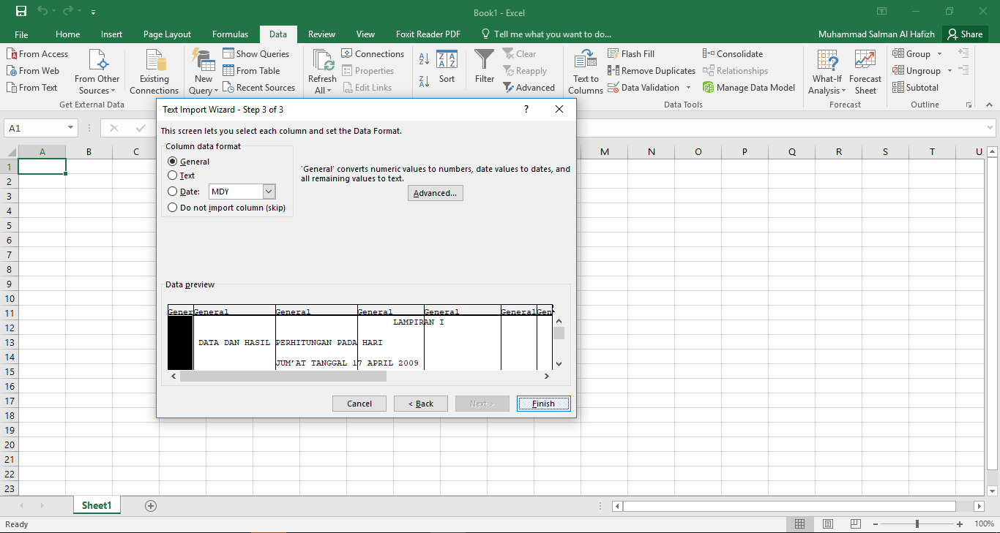 Book1 - Excel
File Home Insert Page Layout Formulas Data Review View Foxit Reader PDF Tell me what you want to do... Muhammad Salman Al Hafizh Share
From Access
From Web
From Text
From Other
Sources
Get External Data
Existing
Connections
New
Query
Show Queries
From Table
Recent Sources
Refresh
All
Connections
Properties
Edit Links
Sort
Filter
Clear
Reapply
Advanced
Text to
Columns
Flash Fill
Remove Duplicates
Data Validation
Consolidate
Relationships
Manage Data Model
Data Tools
What-If
Analysis
Forecast
Sheet
Forecast
Group
Ungroup
Subtotal
Outline
A1
Text Import Wizard - Step 3 of 3 ?
This screen lets you select each column and set the Data Format.
Column data format
General
Text
Date: MDY
Do not import column (skip)
'General' converts numeric values to numbers, date values to dates, and
all remaining values to text.
Advanced...
Data preview
Gener General General General General General Gen
LAMPIRAN I
DATA DAN HASIL PERHITUNGAN PADA HARI
JUM'AT TANGGAL 17 APRIL 2009
Cancel < Back Next > Finish
A B C M N O P Q R S T U
1
2
3
4
5
6
7
8
9
10
11
12
13
14
15
16
17
18
19
20
21
22
23
Sheet1
Ready 100%